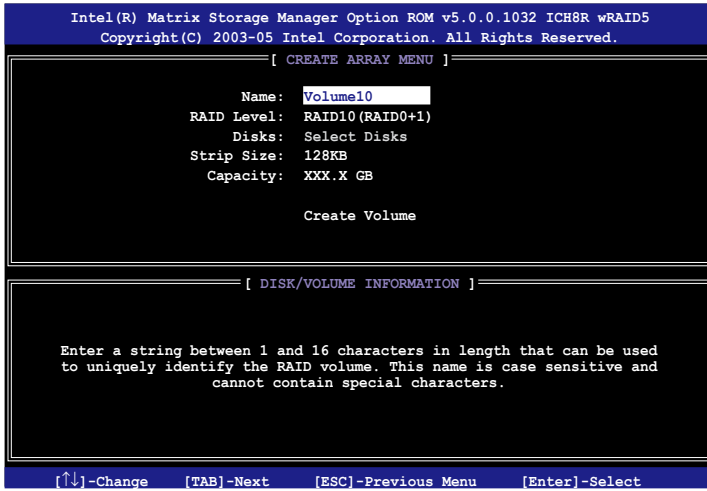 Intel(R) Matrix Storage Manager Option ROM v5.0.0.1032 ICH8R wRAID5
Copyright(C) 2003-05 Intel Corporation. All Rights Reserved.
[ CREATE ARRAY MENU ]
Name: Volume10
RAID Level: RAID10(RAID0+1)
Disks: Select Disks
Strip Size: 128KB
Capacity: XXX.X GB
Create Volume
[ DISK/VOLUME INFORMATION ]
Enter a string between 1 and 16 characters in length that can be used
to uniquely identify the RAID volume. This name is case sensitive and
cannot contain special characters.
[↑↓]-Change [TAB]-Next [ESC]-Previous Menu [Enter]-Select